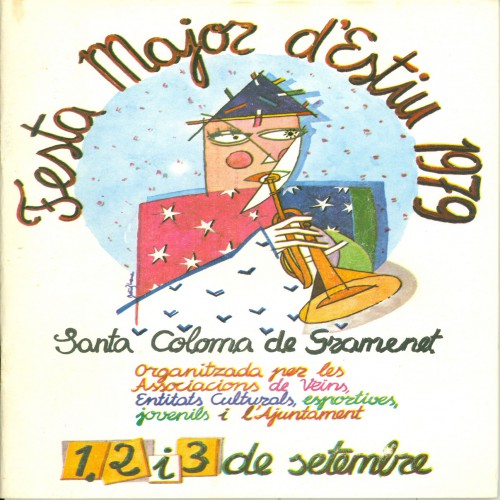 Festa Major d'Estiu 1979
Santa Coloma de Gramenet
Organitzada per les
Associacions de Veïns,
Entitats Culturals, esportives,
jovenils i l'Ajuntament
1, 2 i 3 de setembre